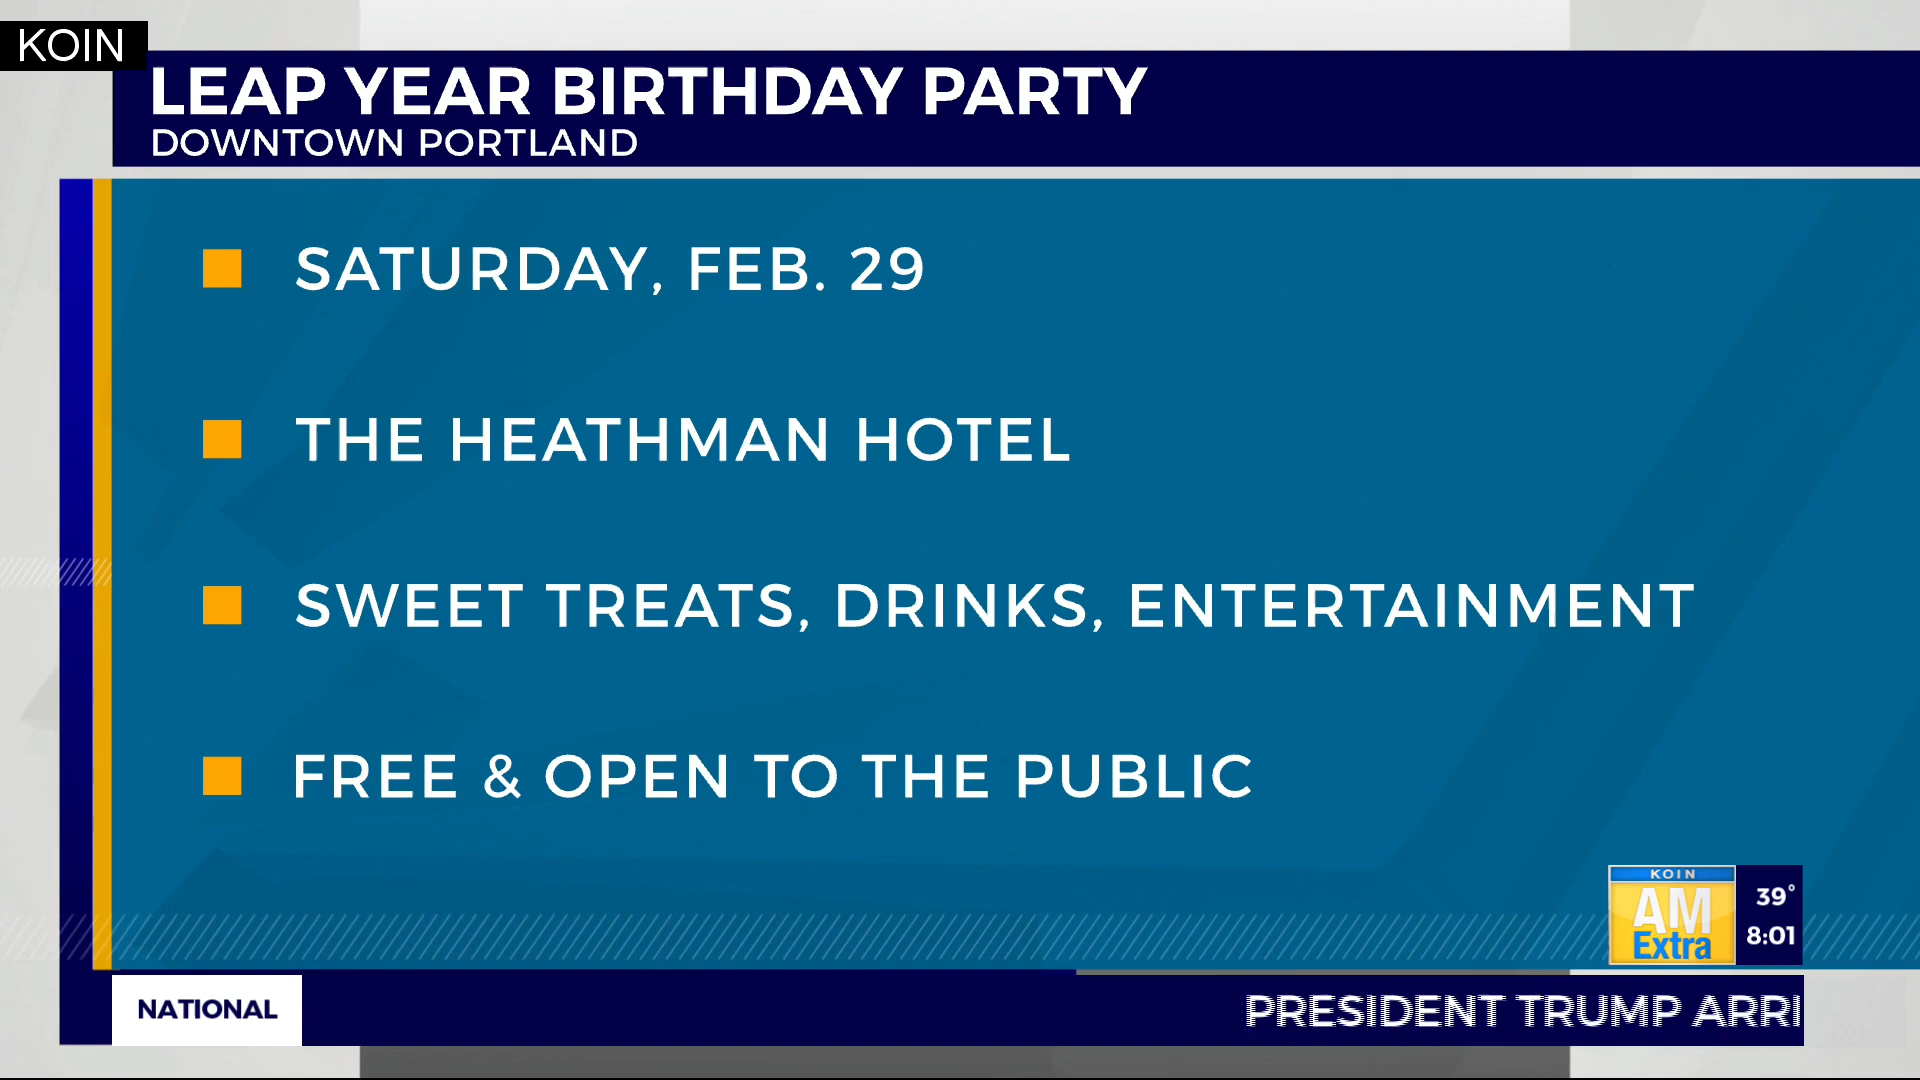 KOIN
LEAP YEAR BIRTHDAY PARTY
DOWNTOWN PORTLAND
SATURDAY, FEB. 29
THE HEATHMAN HOTEL
SWEET TREATS, DRINKS, ENTERTAINMENT
FREE & OPEN TO THE PUBLIC
KOIN
AM
Extra
39°
8:01
NATIONAL
PRESIDENT TRUMP ARRI